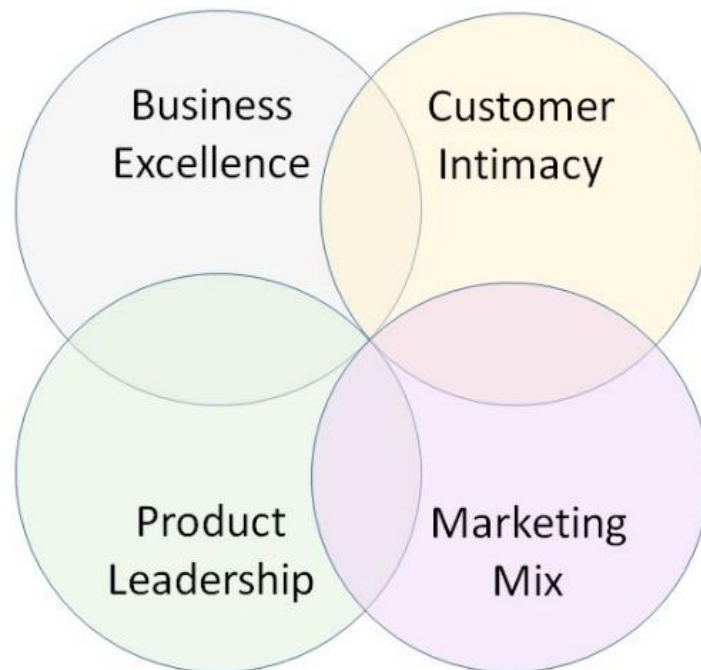 Business
Excellence
Customer
Intimacy
Product
Leadership
Marketing
Mix